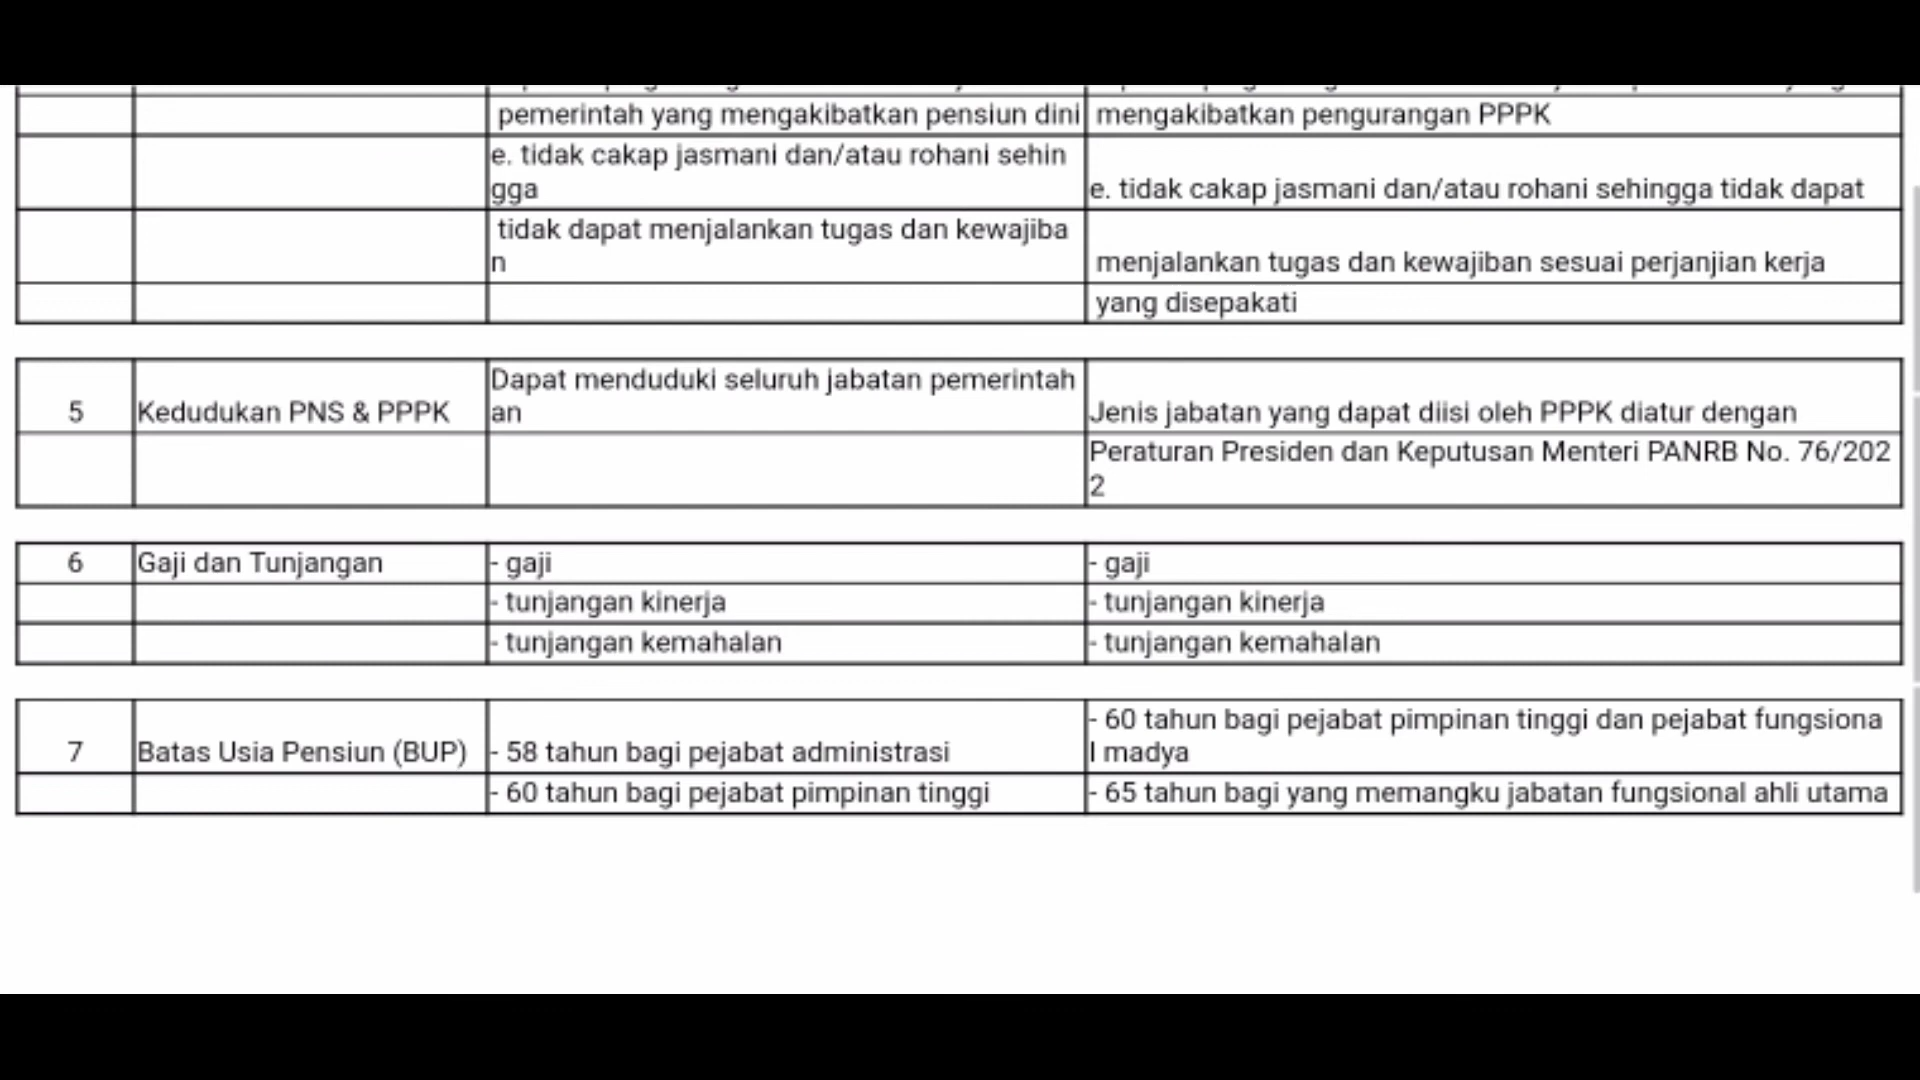 pemerintah yang mengakibatkan pensiun dini
mengakibatkan pengurangan PPPK
e. tidak cakap jasmani dan/atau rohani sehin
gga
e. tidak cakap jasmani dan/atau rohani sehingga tidak dapat
tidak dapat menjalankan tugas dan kewajiba
n
menjalankan tugas dan kewajiban sesuai perjanjian kerja
yang disepakati
5
Kedudukan PNS & PPPK
Dapat menduduki seluruh jabatan pemerintah
an
Jenis jabatan yang dapat diisi oleh PPPK diatur dengan
Peraturan Presiden dan Keputusan Menteri PANRB No. 76/202
2
6
Gaji dan Tunjangan
- gaji
- gaji
- tunjangan kinerja
- tunjangan kinerja
- tunjangan kemahalan
- tunjangan kemahalan
7
Batas Usia Pensiun (BUP)
- 58 tahun bagi pejabat administrasi
- 60 tahun bagi pejabat pimpinan tinggi dan pejabat fungsiona
l madya
- 60 tahun bagi pejabat pimpinan tinggi
- 65 tahun bagi yang memangku jabatan fungsional ahli utama